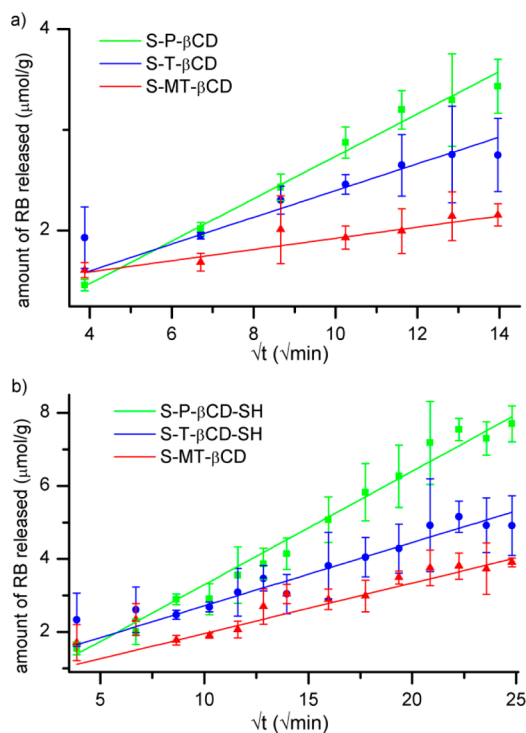 a)
4
S-P-βCD
S-T-βCD
S-MT-βCD
2
amount of RB released (μmol/g)
4 6 8 10 12 14
√t (√min)
b)
8
S-P-βCD-SH
S-T-βCD-SH
S-MT-βCD
6
4
2
amount of RB released (μmol/g)
5 10 15 20 25
√t (√min)